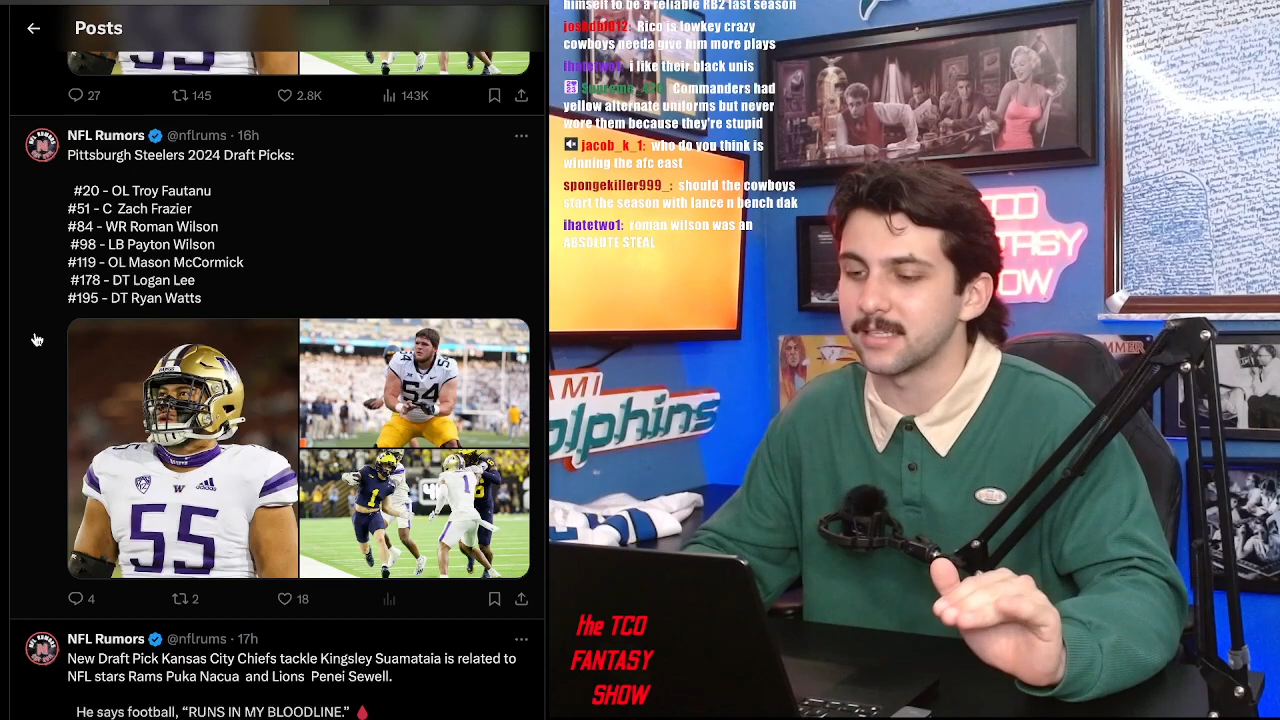 Posts
27 145 2.8K 143K
NFL Rumors @nflrums · 16h
Pittsburgh Steelers 2024 Draft Picks:
#20 - OL Troy Fautanu
#51 - C Zach Frazier
#84 - WR Roman Wilson
#98 - LB Payton Wilson
#119 - OL Mason McCormick
#178 - DT Logan Lee
#195 - DT Ryan Watts
55
W
adidas
54
1
1
4 2 18
NFL Rumors @nflrums · 17h
New Draft Pick Kansas City Chiefs tackle Kingsley Suamataia is related to
NFL stars Rams Puka Nacua and Lions Penei Sewell.
He says football, “RUNS IN MY BLOODLINE.”
himself to be a reliable RB2 last season
Rico is lowkey crazy
cowboys needa give him more plays
ihatetwo1: i like their black unis
Commanders had
yellow alternate uniforms but never
wore them because they're stupid
jacob_k_1: who do you think is
winning the afc east
spongekiller999_: should the cowboys
start the season with lance n bench dak
ihatetwo1: roman wilson was an
ABSOLUTE STEAL
AMI
olphins
OW
the TCO
FANTASY
SHOW